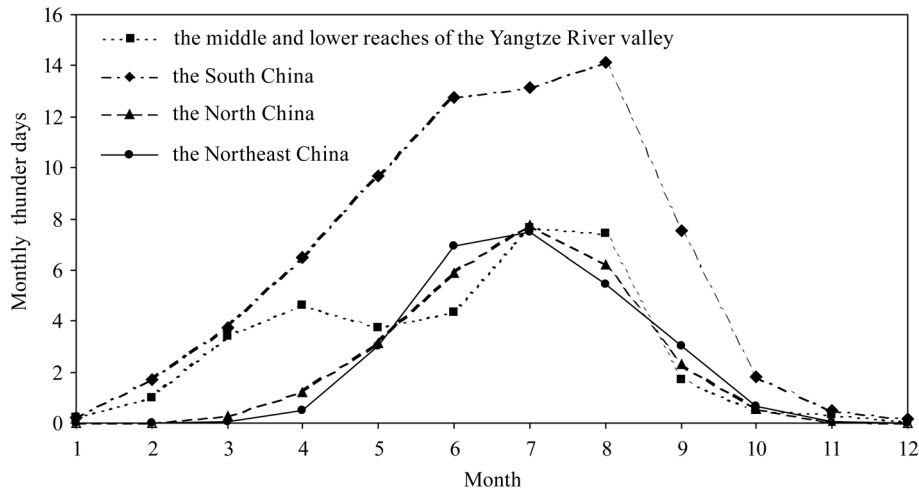 16
14
12
10
8
6
4
2
0
Monthly thunder days
the middle and lower reaches of the Yangtze River valley
the South China
the North China
the Northeast China
1 2 3 4 5 6 7 8 9 10 11 12
Month